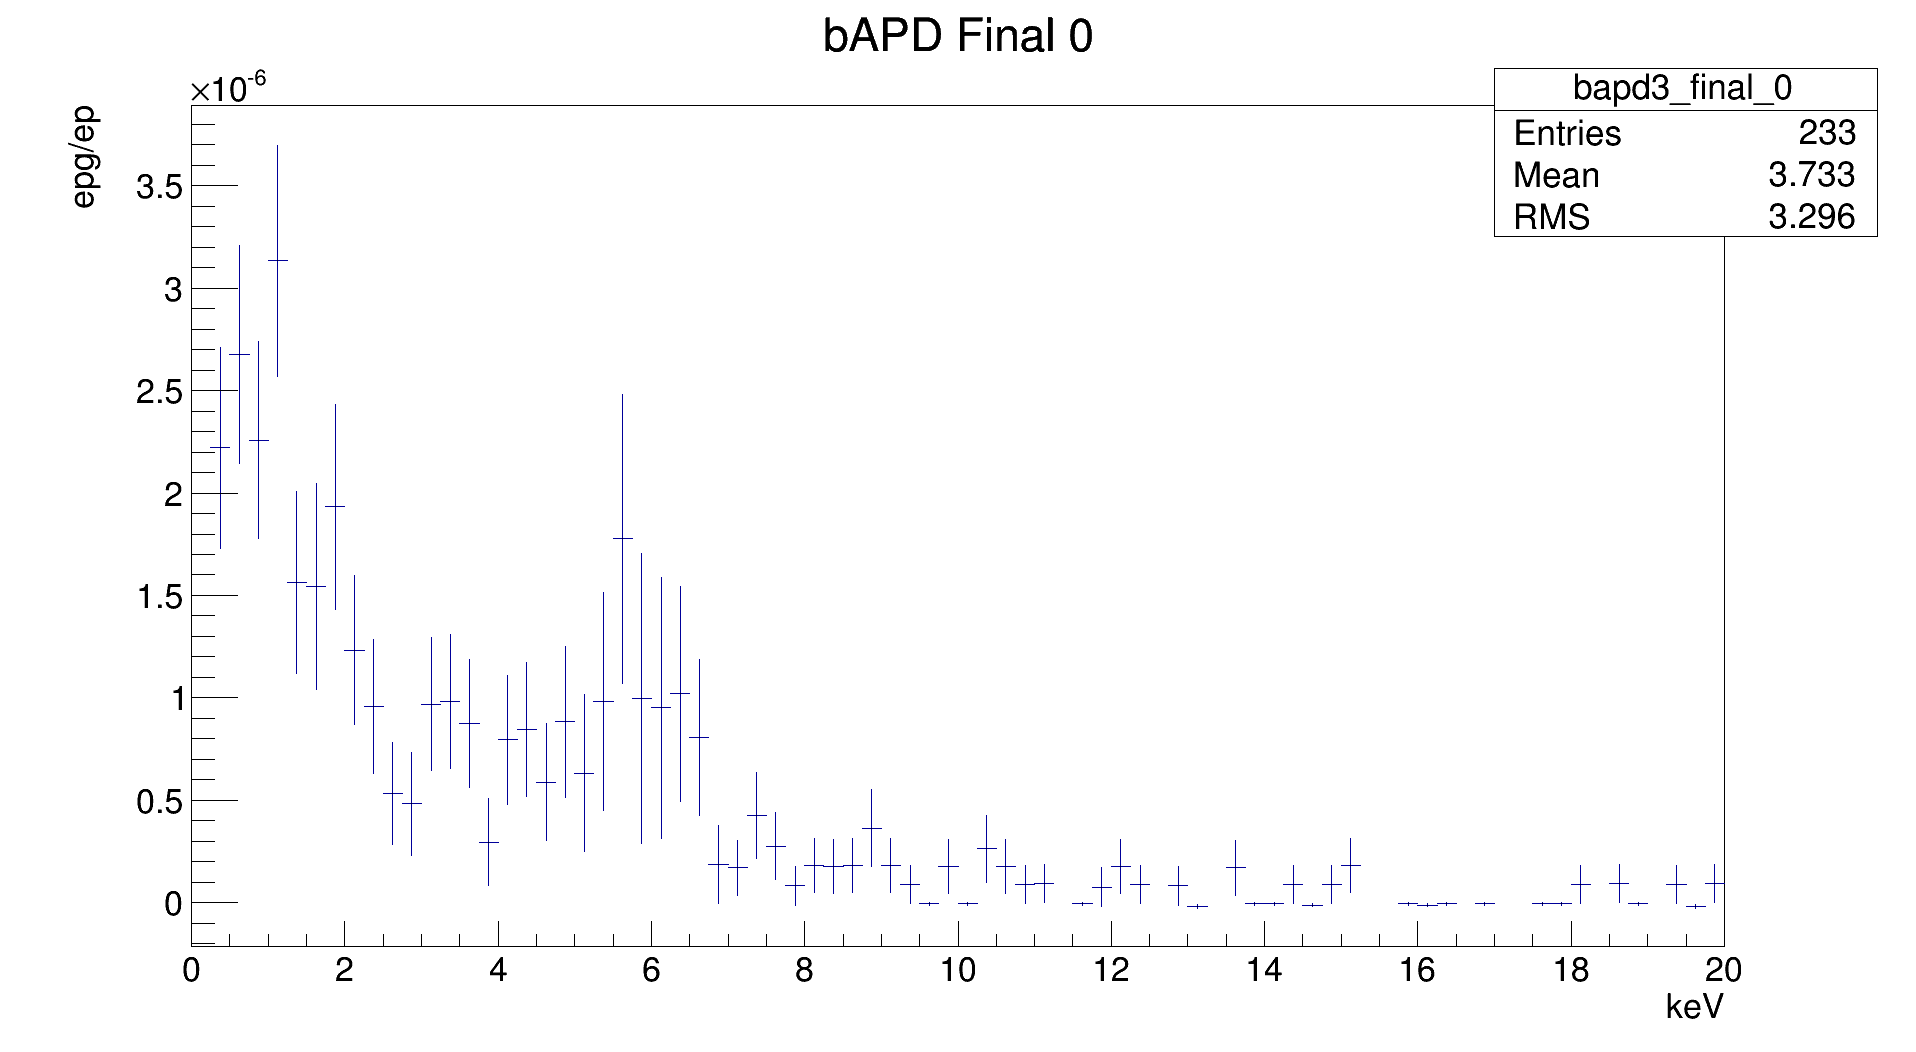 bAPD Final 0
×10-6
epg/ep
bapd3_final_0
Entries 233
Mean 3.733
RMS 3.296
3.5
3
2.5
2
1.5
1
0.5
0
0 2 4 6 8 10 12 14 16 18 20
keV